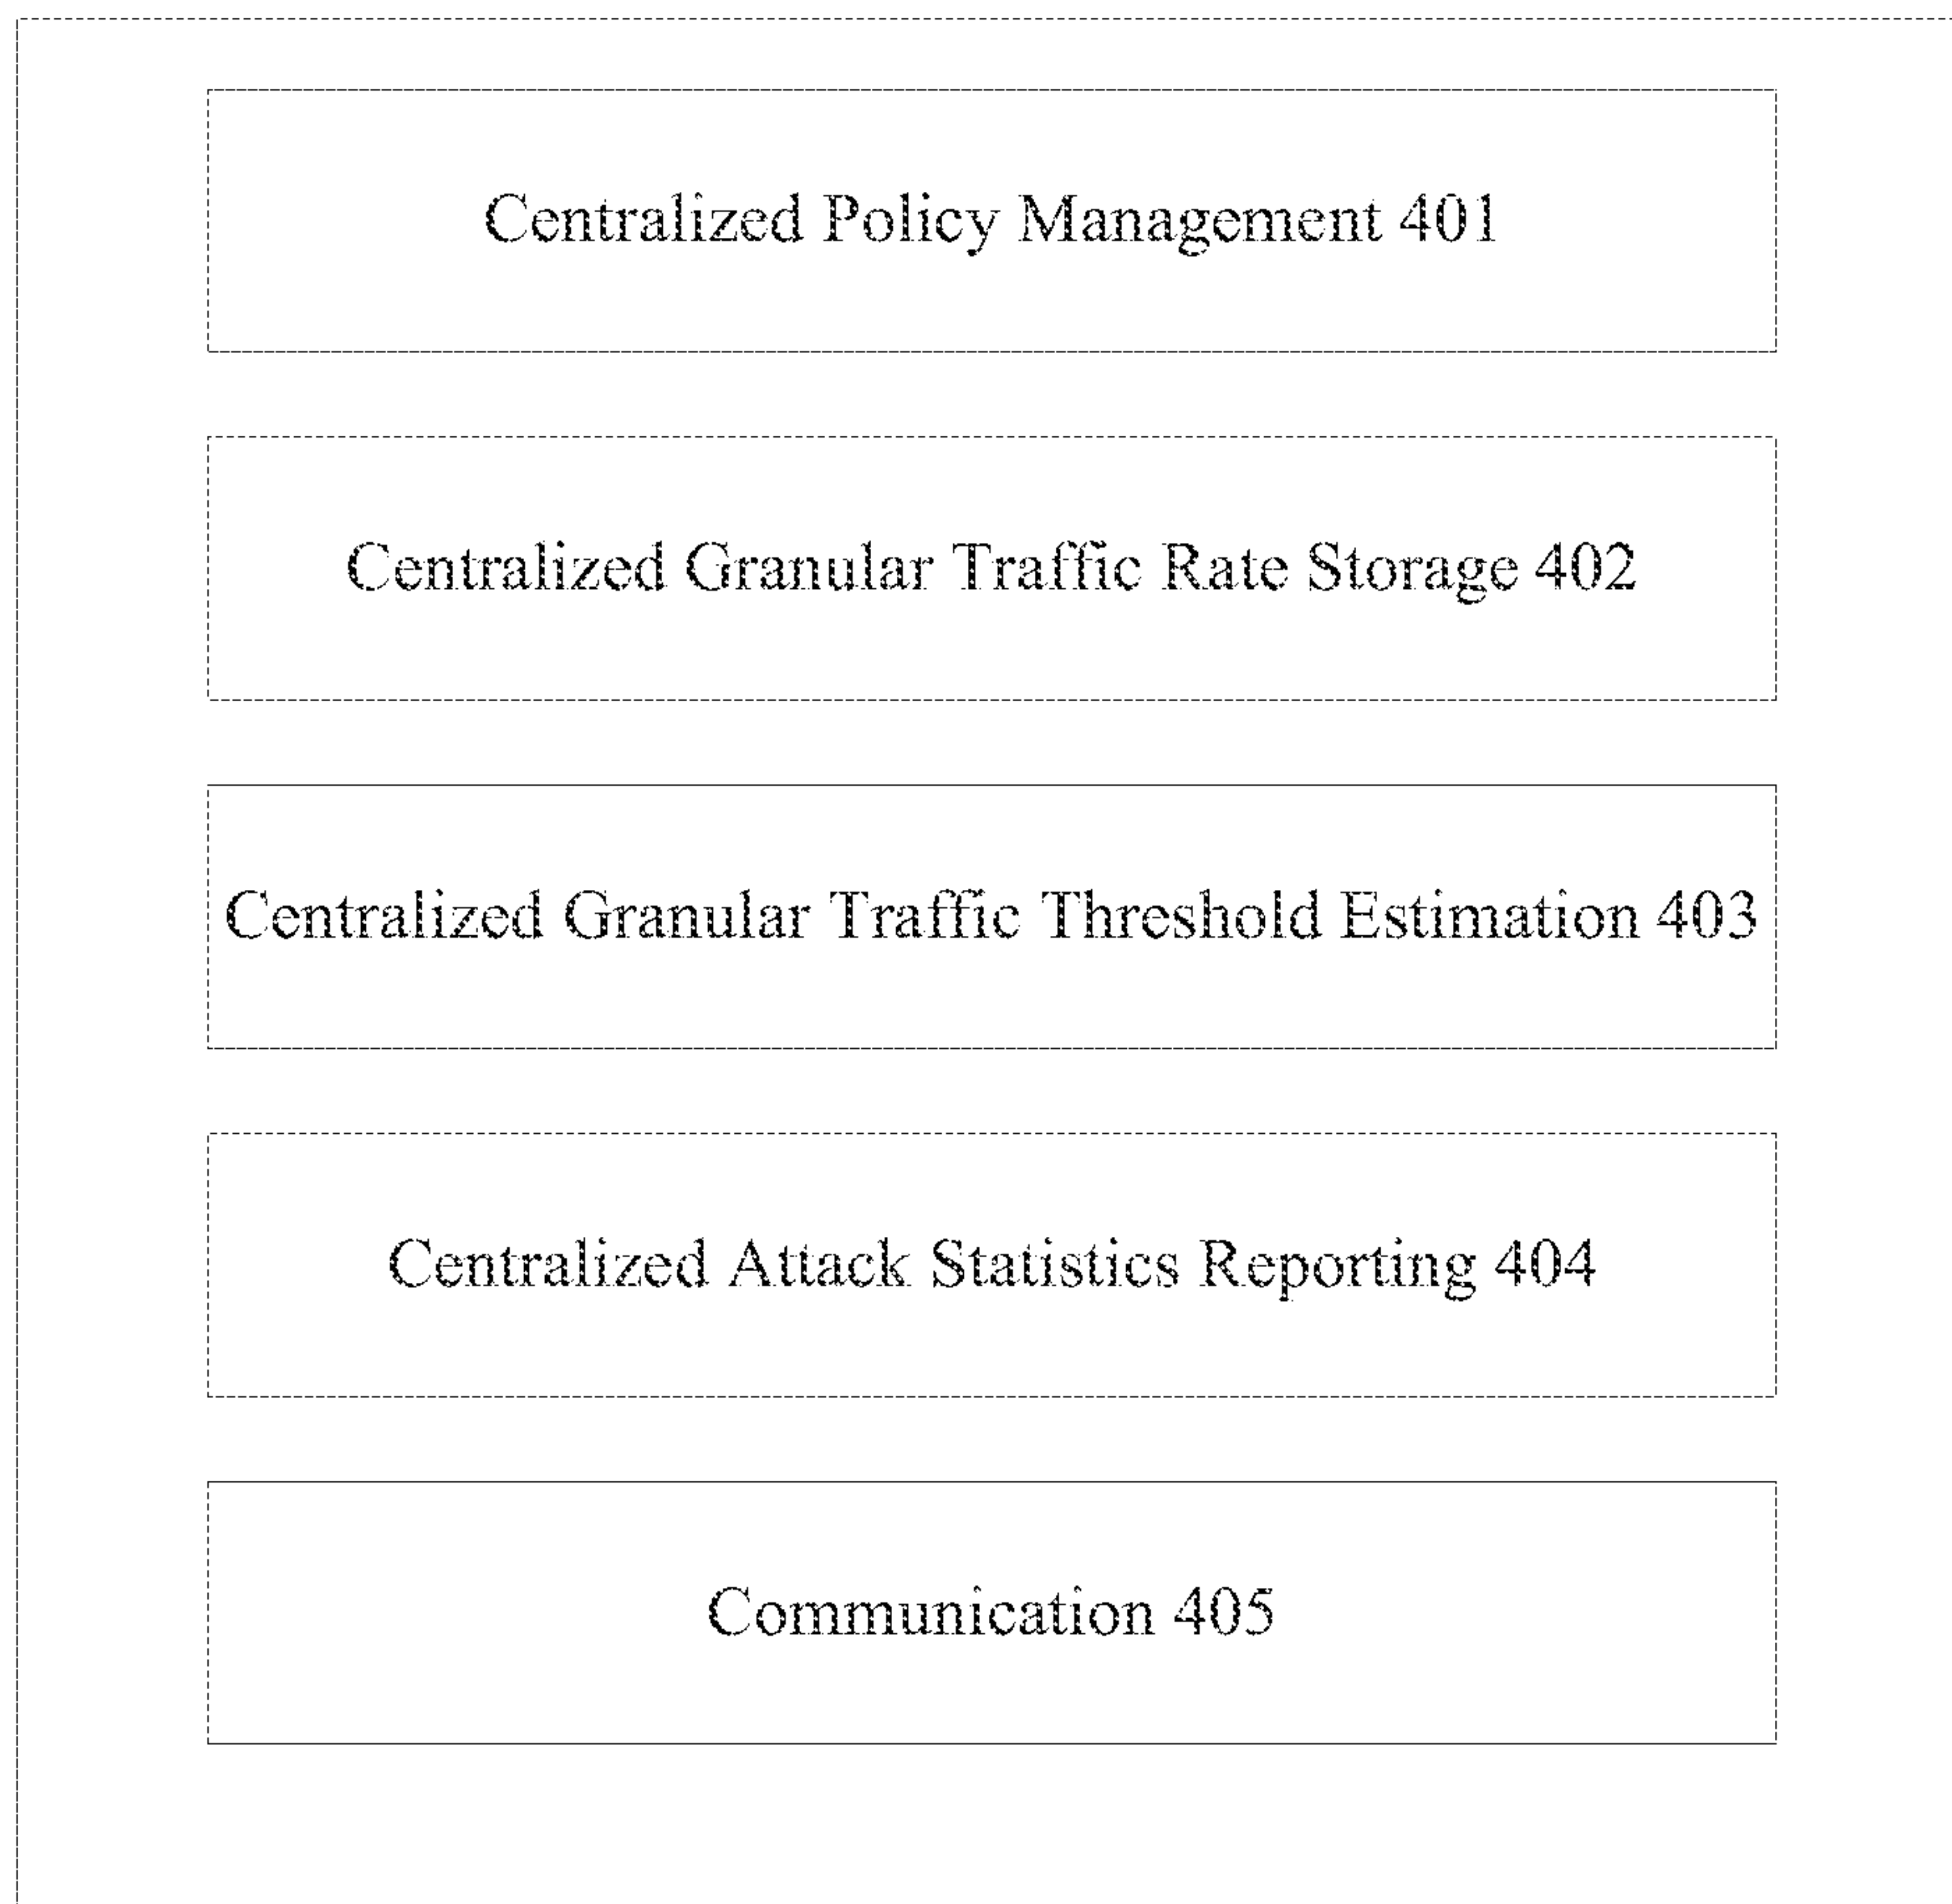 Centralized Policy Management 401
Centralized Granular Traffic Rate Storage 402
Centralized Granular Traffic Threshold Estimation 403
Centralized Attack Statistics Reporting 404
Communication 405